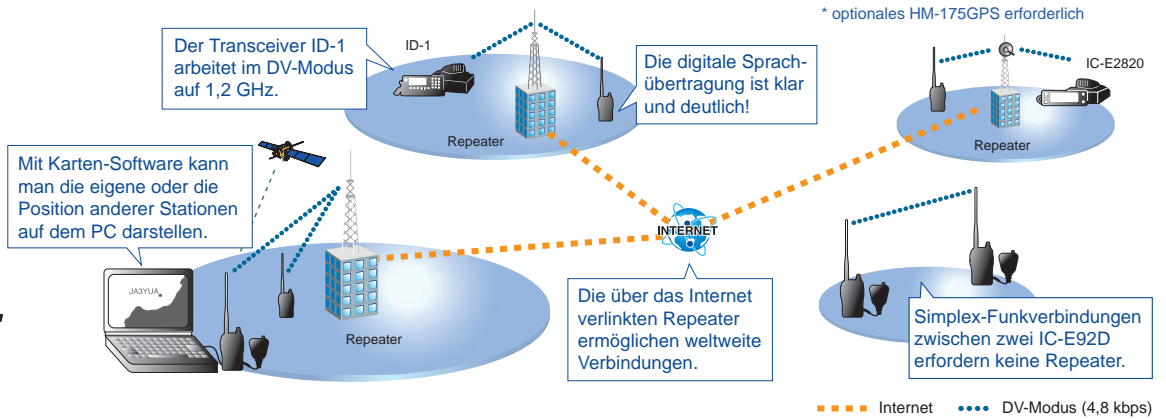 * optionales HM-175GPS erforderlich
Der Transceiver ID-1
arbeitet im DV-Modus
auf 1,2 GHz.
ID-1
Die digitale Sprach-
übertragung ist klar
und deutlich!
Repeater
IC-E2820
Repeater
Mit Karten-Software kann
man die eigene oder die
Position anderer Stationen
auf dem PC darstellen.
JA3YUA
Repeater
INTERNET
Die über das Internet
verlinkten Repeater
ermöglichen weltweite
Verbindungen.
Simplex-Funkverbindungen
zwischen zwei IC-E92D
erfordern keine Repeater.
Internet
DV-Modus (4,8 kbps)